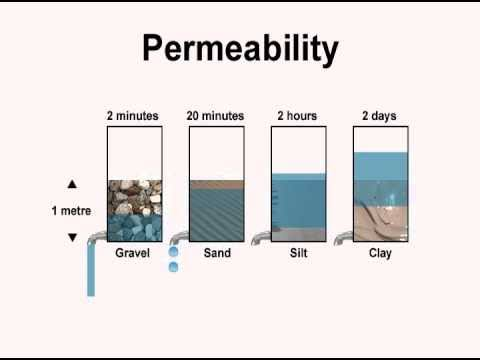 Permeability
2 minutes 20 minutes 2 hours 2 days
1 metre
Gravel Sand Silt Clay